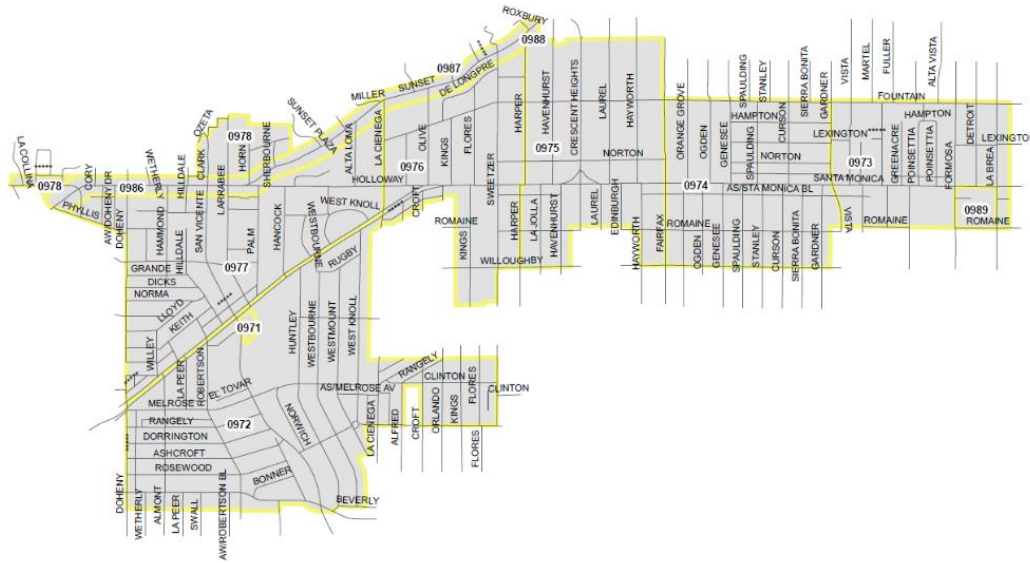 ROXBURY
0988
0987
SUNSET
MILLER
DE LONGPRE
SUNSET PLAZA
OZETA
0978
CLARK
HORN
SHERBOURNE
LARRABEE
LA COLLINA
CORY
WETHERLY
HILLDALE
0978
0986
PHYLLIS
AW/DOHENY DR
DOHENY
ALTA LOMA
LA CIENEGA
OLIVE
KINGS
FLORES
0976
HOLLOWAY
HARPER
HAVENHURST
CRESCENT HEIGHTS
LAUREL
HAYWORTH
0975
NORTON
ORANGE GROVE
OGDEN
GENESEE
SPAULDING
STANLEY
SIERRA BONITA
GARDNER
VISTA
MARTEL
FULLER
ALTA VISTA
FOUNTAIN
HAMPTON
HAMPTON
SPAULDING
CURSON
LEXINGTON
LEXINGTON
DETROIT
NORTON
0973
GREENACRE
POINSETTIA
POINSETTIA
FORMOSA
LA BREA
SANTA MONICA
0974
AS/STA MONICA BL
0989
HAMMOND
HILLDALE
SAN VICENTE
PALM
HANCOCK
WEST KNOLL
WESTBOURNE
RUGBY
CROFT
SWEETZER
ROMAINE
KINGS
HARPER
LA JOLLA
HAVENHURST
LAUREL
EDINBURGH
HAYWORTH
FAIRFAX
ROMAINE
OGDEN
GENESEE
SPAULDING
STANLEY
CURSON
SIERRA BONITA
GARDNER
VISTA
ROMAINE
ROMAINE
WILLOUGHBY
GRANDE
DICKS
NORMA
0977
LLOYD
KEITH
0971
WILLEY
LA PEER
ROBERTSON
HUNTLEY
WESTBOURNE
WESTMOUNT
WEST KNOLL
RANGELY
CLINTON
CLINTON
AS/MELROSE AV
EL TOVAR
MELROSE
RANGELY
0972
DORRINGTON
ASHCROFT
ROSEWOOD
NORWICH
BONNER
LA CIENEGA
ALFRED
CROFT
ORLANDO
KINGS
FLORES
FLORES
BEVERLY
DOHENY
WETHERLY
ALMONT
LA PEER
SWALL
AW/ROBERTSON BL